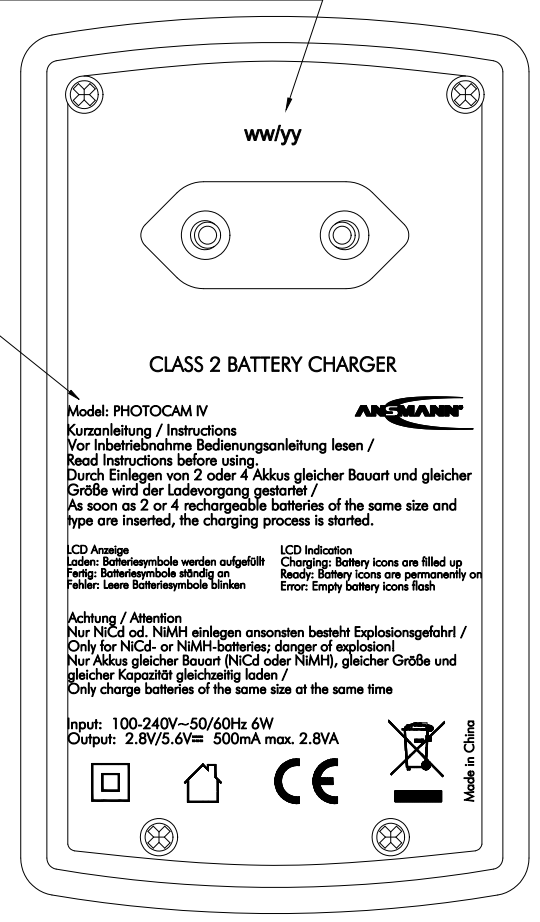 ww/yy
CLASS 2 BATTERY CHARGER
Model: PHOTOCAM IV
ANSMANN®
Kurzanleitung / Instructions
Vor Inbetriebnahme Bedienungsanleitung lesen /
Read Instructions before using.
Durch Einlegen von 2 oder 4 Akkus gleicher Bauart und gleicher
Größe wird der Ladevorgang gestartet /
As soon as 2 or 4 rechargeable batteries of the same size and
type are inserted, the charging process is started.
LCD Anzeige
Laden: Batteriesymbole werden aufgefüllt
Fertig: Batteriesymbole ständig an
Fehler: Leere Batteriesymbole blinken
LCD Indication
Charging: Battery icons are filled up
Ready: Battery icons are permanently on
Error: Empty battery icons flash
Achtung / Attention
Nur NiCd od. NiMH einlegen ansonsten besteht Explosionsgefahr! /
Only for NiCd- or NiMH-batteries; danger of explosion!
Nur Akkus gleicher Bauart (NiCd oder NiMH), gleicher Größe und
gleicher Kapazität gleichzeitig laden /
Only charge batteries of the same size at the same time
Input: 100-240V~50/60Hz 6W
Output: 2.8V/5.6V⎓ 500mA max. 2.8VA
CE
Made in China